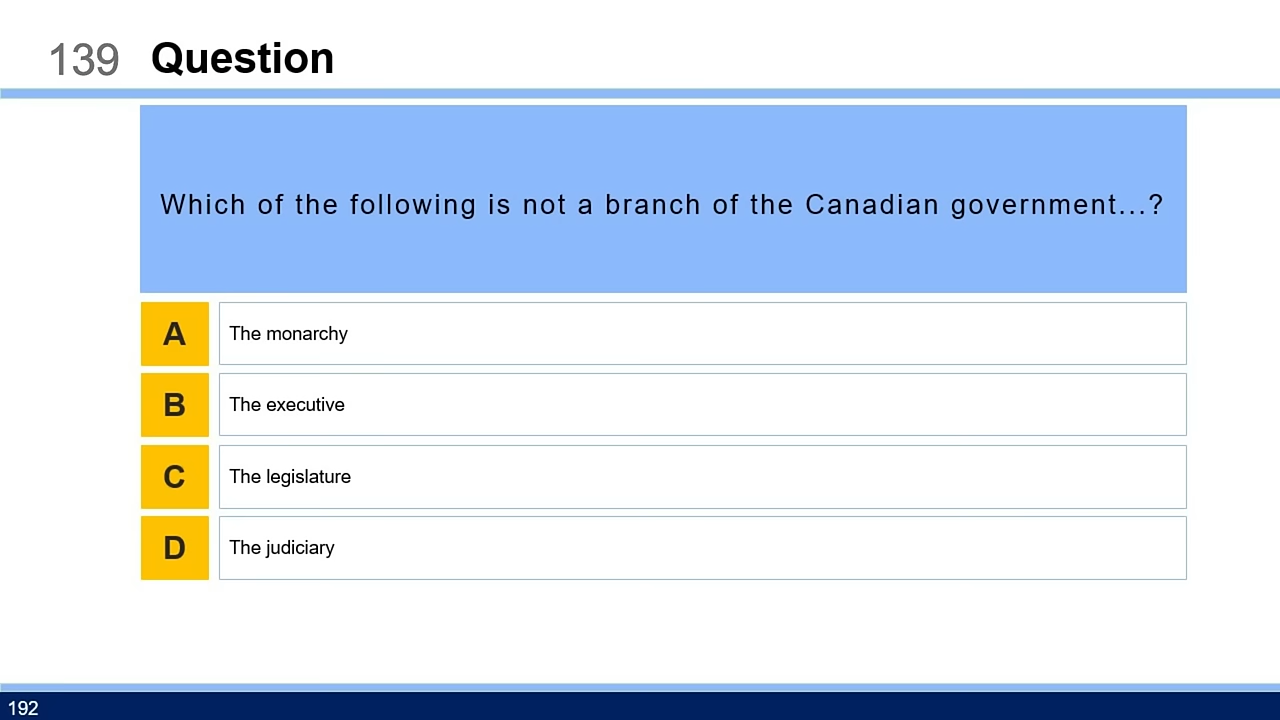 139 Question
Which of the following is not a branch of the Canadian government...?
A The monarchy
B The executive
C The legislature
D The judiciary
192